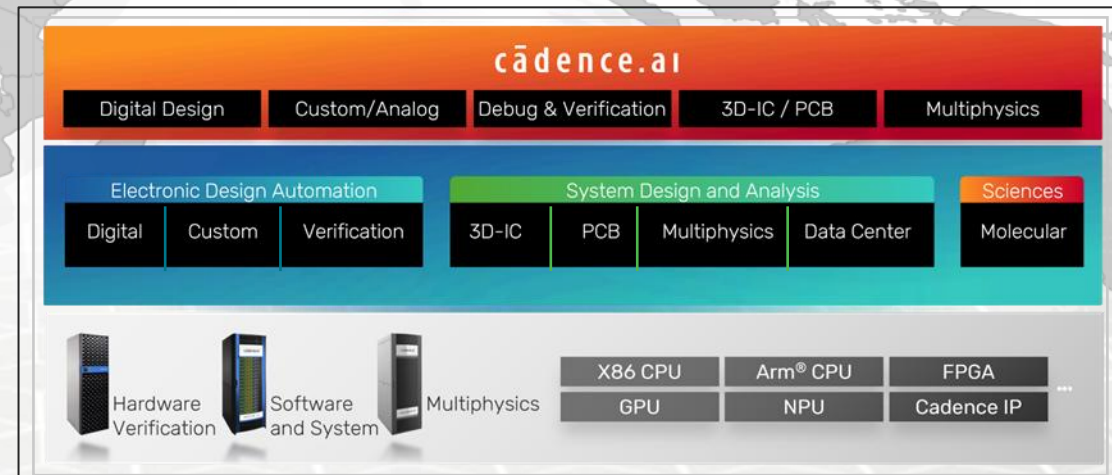 cādence.aı
Digital Design
Custom/Analog
Debug & Verification
3D-IC / PCB
Multiphysics
Electronic Design Automation
System Design and Analysis
Sciences
Digital
Custom
Verification
3D-IC
PCB
Multiphysics
Data Center
Molecular
Hardware
Verification
Software
and System
Multiphysics
X86 CPU
Arm® CPU
FPGA
GPU
NPU
Cadence IP
...